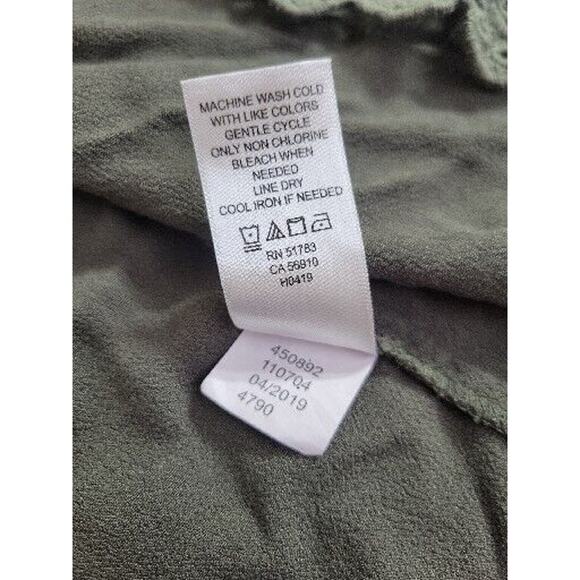 MACHINE WASH COLD
WITH LIKE COLORS
GENTLE CYCLE
ONLY NON CHLORINE
BLEACH WHEN
NEEDED
LINE DRY
COOL IRON IF NEEDED
RN 51783
CA 56910
H0419
450892
110704
04/2019
4790